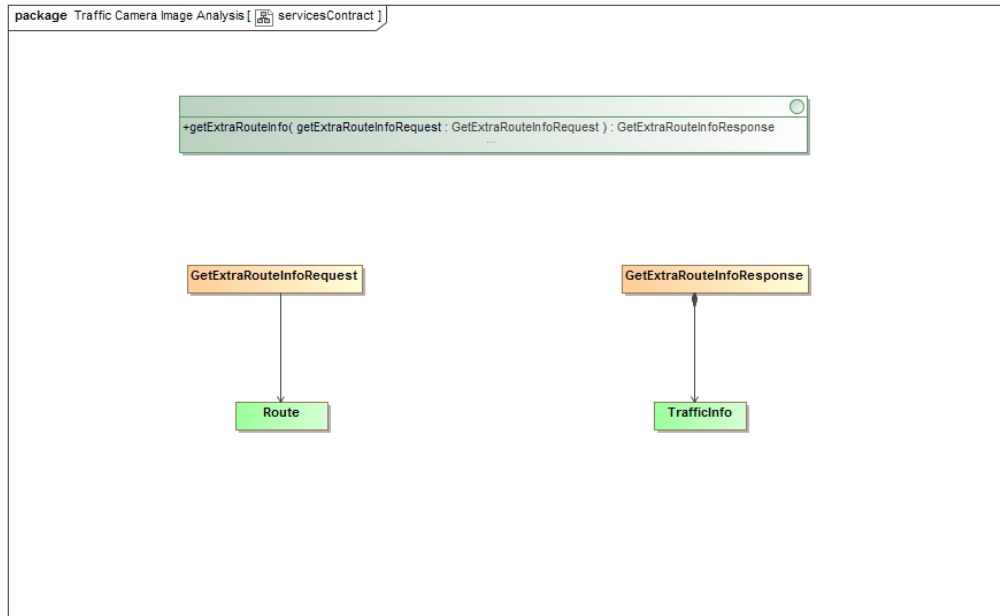 package Traffic Camera Image Analysis [ servicesContract ]
+getExtraRouteInfo( getExtraRouteInfoRequest : GetExtraRouteInfoRequest ) : GetExtraRouteInfoResponse
...
GetExtraRouteInfoRequest GetExtraRouteInfoResponse
Route TrafficInfo